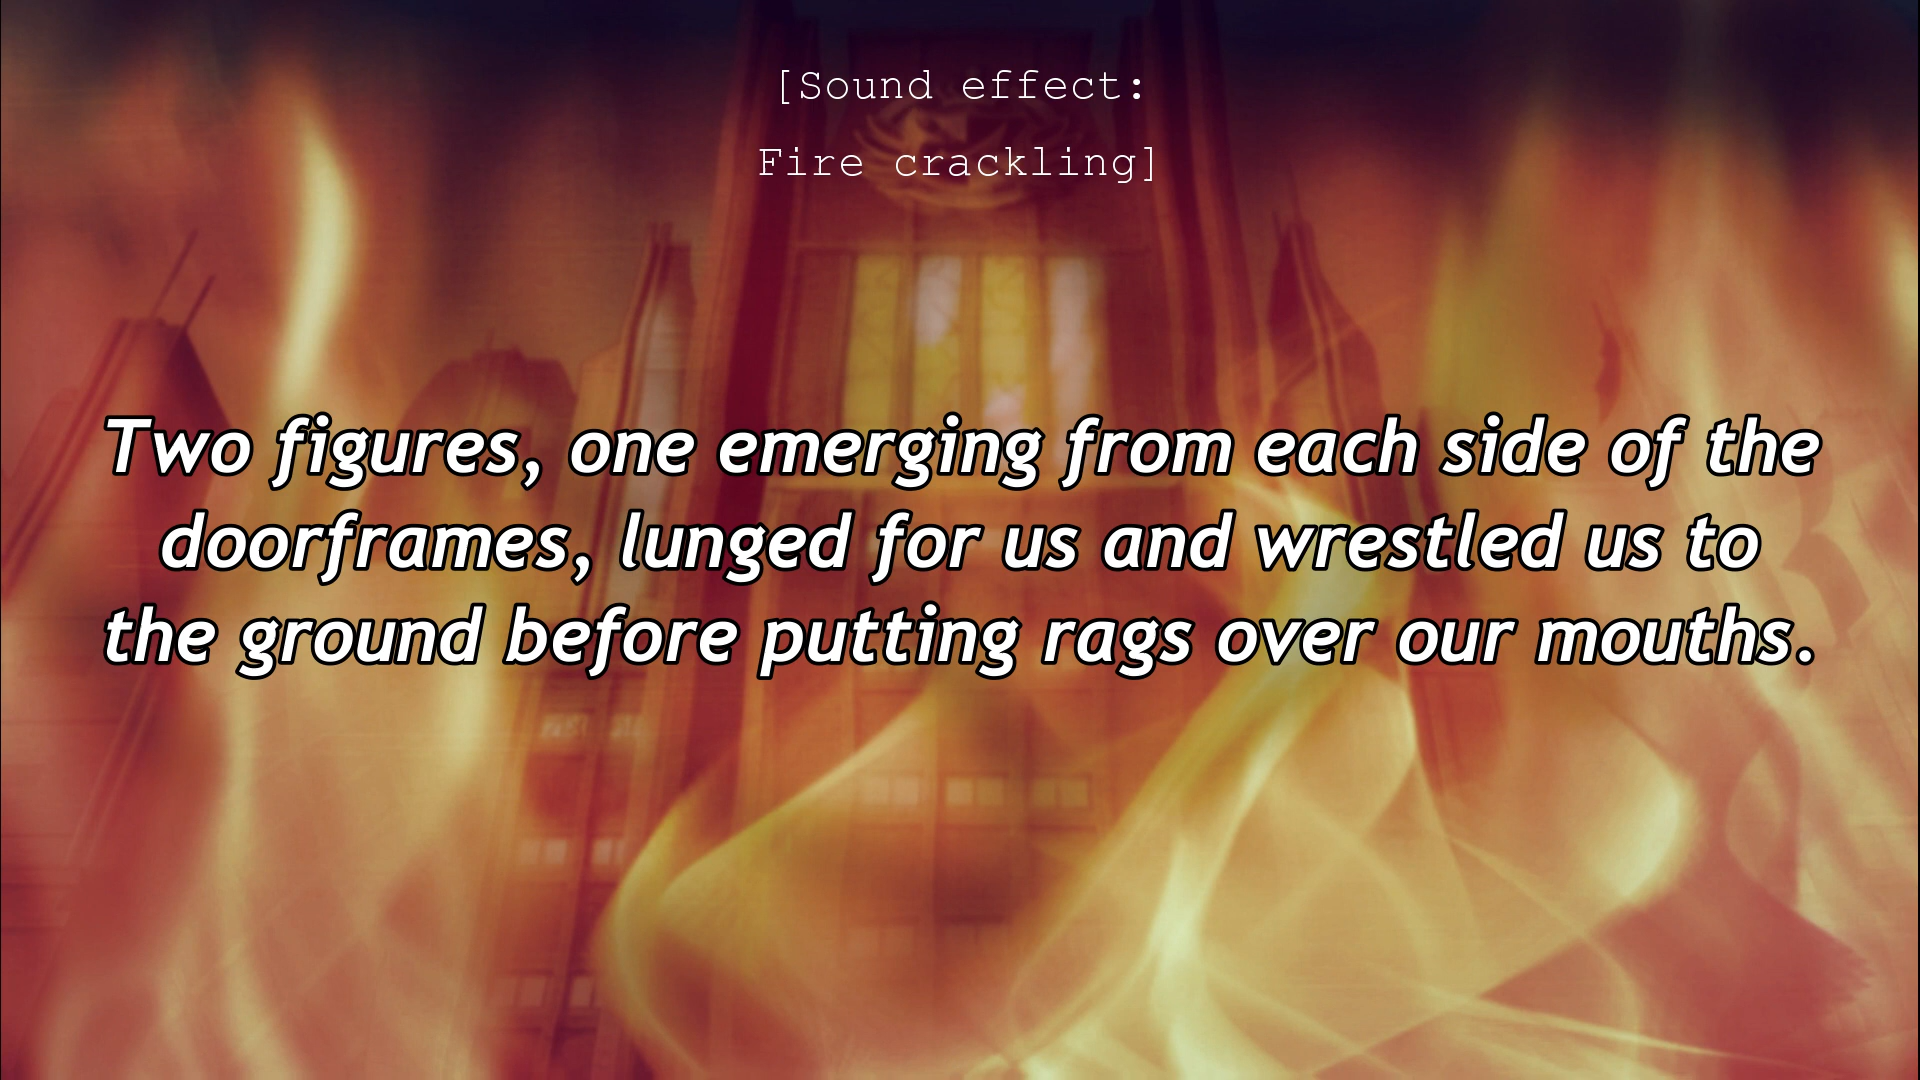 [Sound effect:
Fire crackling]
Two figures, one emerging from each side of the
doorframes, lunged for us and wrestled us to
the ground before putting rags over our mouths.